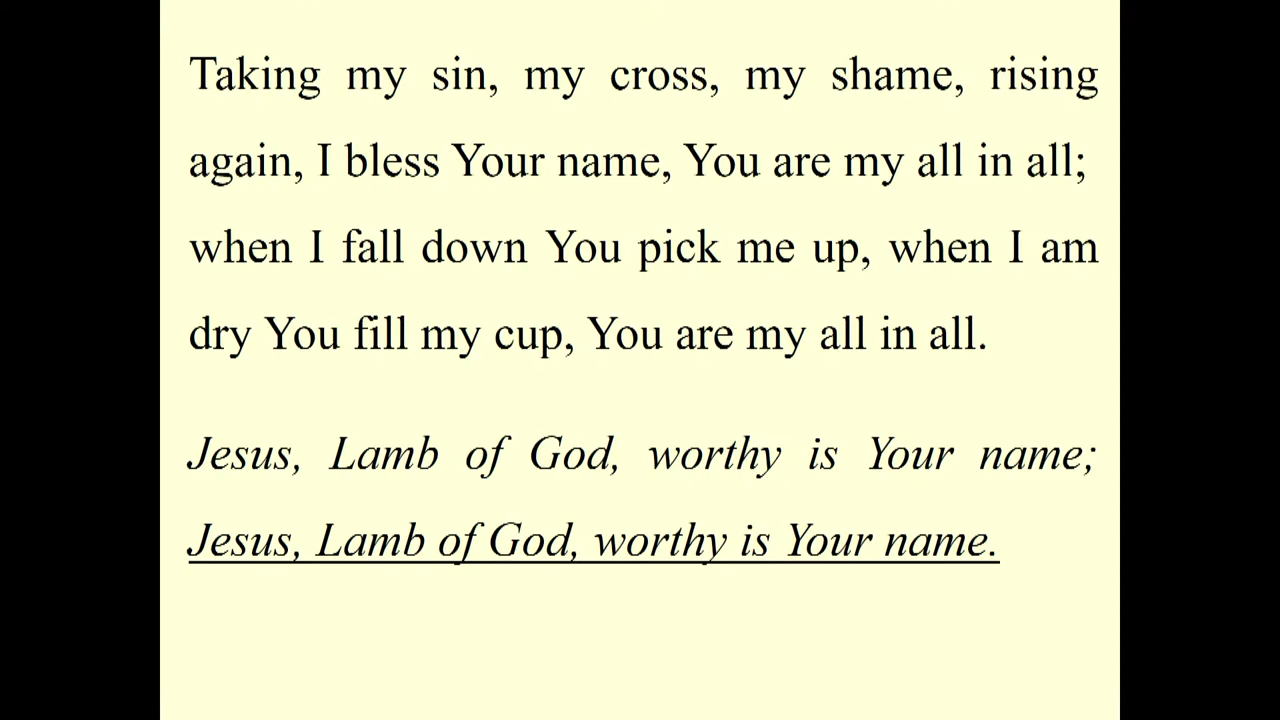 Taking my sin, my cross, my shame, rising
again, I bless Your name, You are my all in all;
when I fall down You pick me up, when I am
dry You fill my cup, You are my all in all.
Jesus, Lamb of God, worthy is Your name;
Jesus, Lamb of God, worthy is Your name.